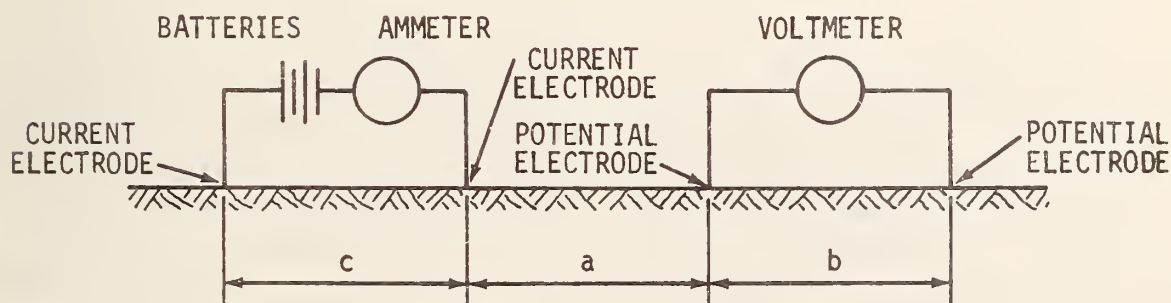 BATTERIES
AMMETER
VOLTMETER
CURRENT
ELECTRODE
CURRENT
ELECTRODE
POTENTIAL
ELECTRODE
POTENTIAL
ELECTRODE
c
a
b